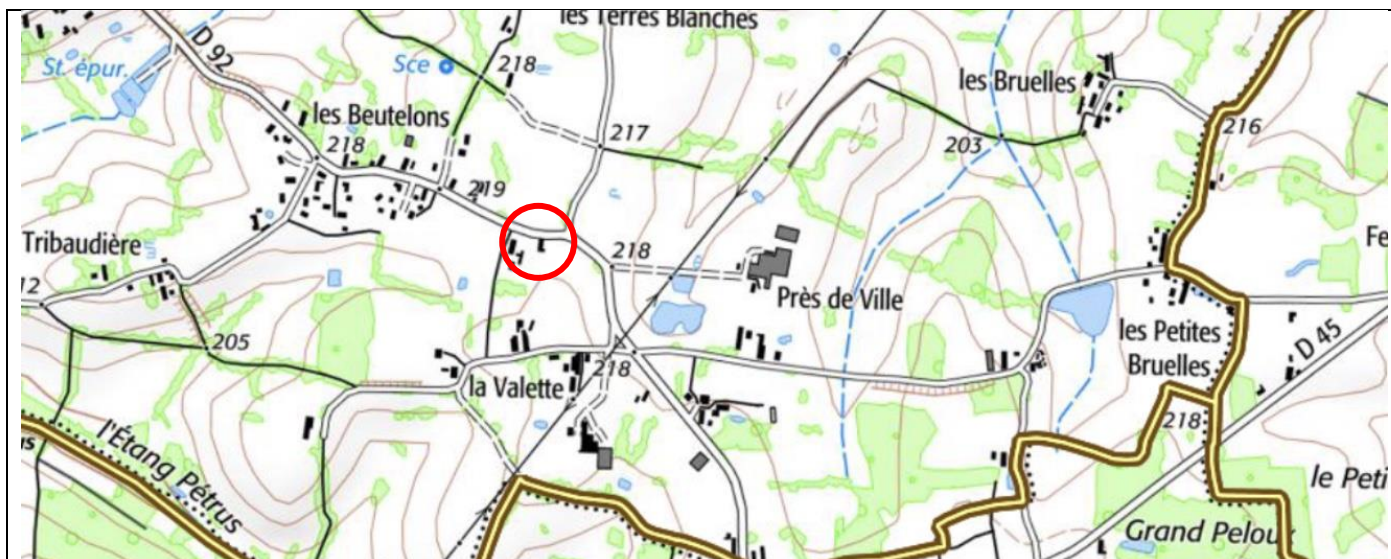 les Terres Blanches
D 92
St. épur.
Sce
218
les Bruelles
les Beutelons
217
216
203
218
219
Tribaudière
218
Fe
12
Près de Ville
les Petites
Bruelles
205
D 45
218
la Valette
218
l'Étang Pétrus
us
le Peti
Grand Pelou